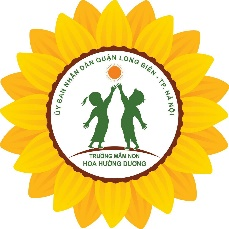 ỦY BAN NHÂN DÂN QUẬN LONG BIÊN - TP. HÀ NỘI
TRƯỜNG MẦM NON
HOA HƯỚNG DƯƠNG